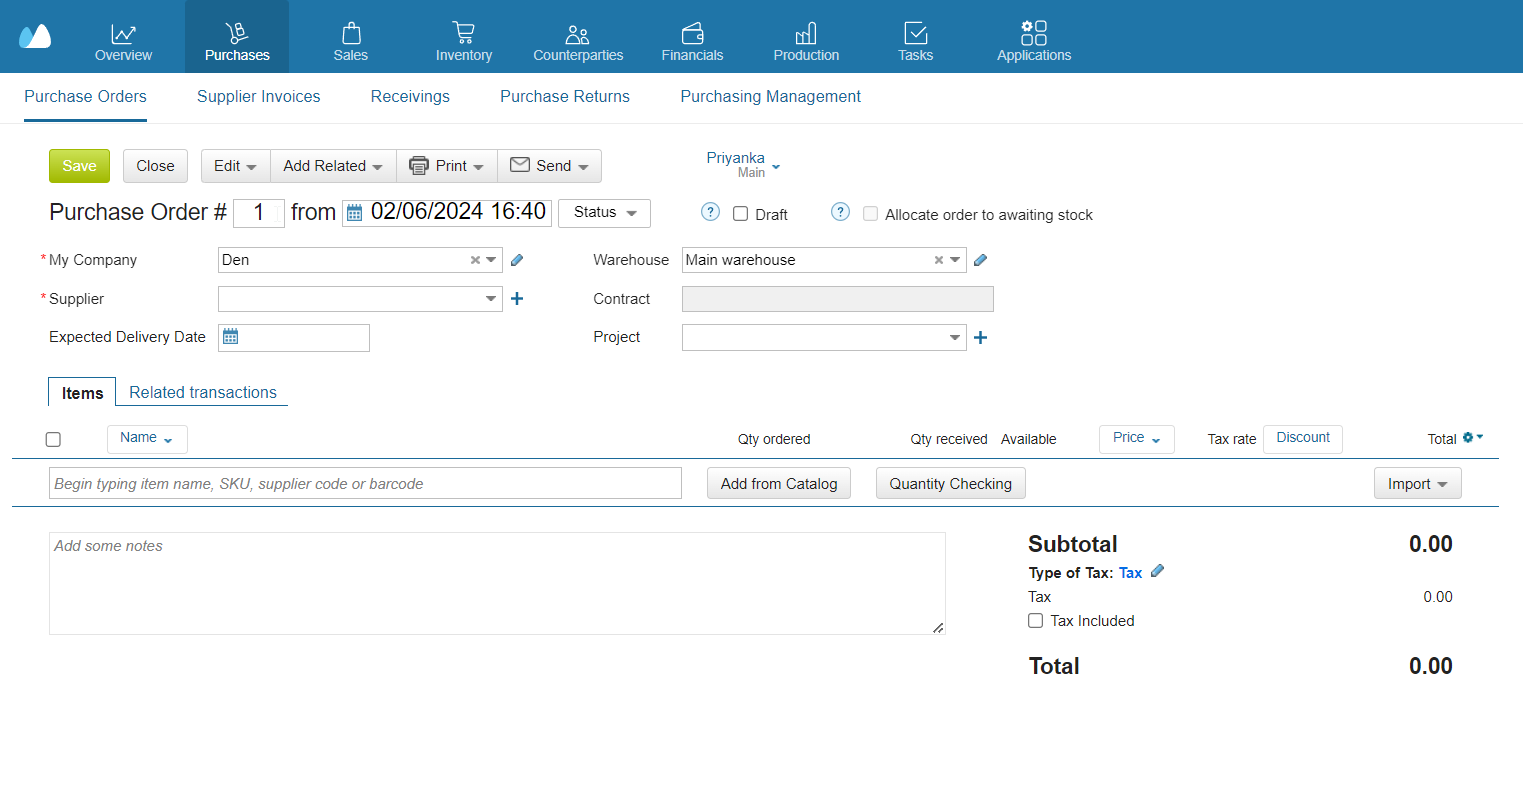 Overview Purchases Sales Inventory Counterparties Financials Production Tasks Applications
Purchase Orders Supplier Invoices Receivings Purchase Returns Purchasing Management
Save Close Edit Add Related Print Send Priyanka
Main
Purchase Order # 1 from 02/06/2024 16:40 Status ? Draft ? Allocate order to awaiting stock
* My Company Den Warehouse Main warehouse
* Supplier Contract
Expected Delivery Date Project
Items Related transactions
Name Qty ordered Qty received Available Price Tax rate Discount Total
Begin typing item name, SKU, supplier code or barcode Add from Catalog Quantity Checking Import
Add some notes Subtotal 0.00
Type of Tax: Tax
Tax 0.00
Tax Included
Total 0.00